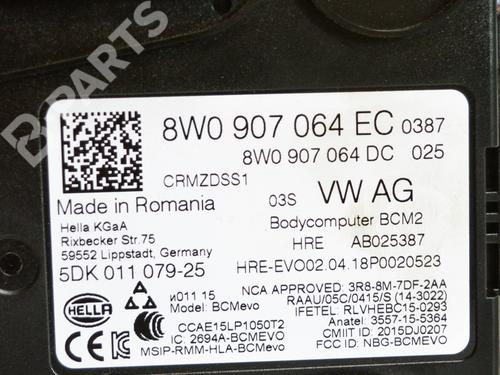 B PARTS
8W0 907 064 EC 0387
8W0 907 064 DC 025
CRMZDSS1
03S VW AG
Made in Romania
Bodycomputer BCM2
Hella KGaA
Rixbecker Str.75
59552 Lippstadt, Germany
HRE AB025387
5DK 011 079-25
HRE-EVO02.04.18P0020523
HELLA
и011 15
Model: BCMevo
CCAE15LP1050T2
IC: 2694A-BCMEVO
MSIP-RMM-HLA-BCMevo
NCA APPROVED: 3R8-8M-7DF-2AA
RAAU/05C/0415/S (14-3022)
IFETEL: RLVHEBC15-0293
Anatel: 3557-15-5364
CMIIT ID: 2015DJ0207
FCC ID: NBG-BCMEVO